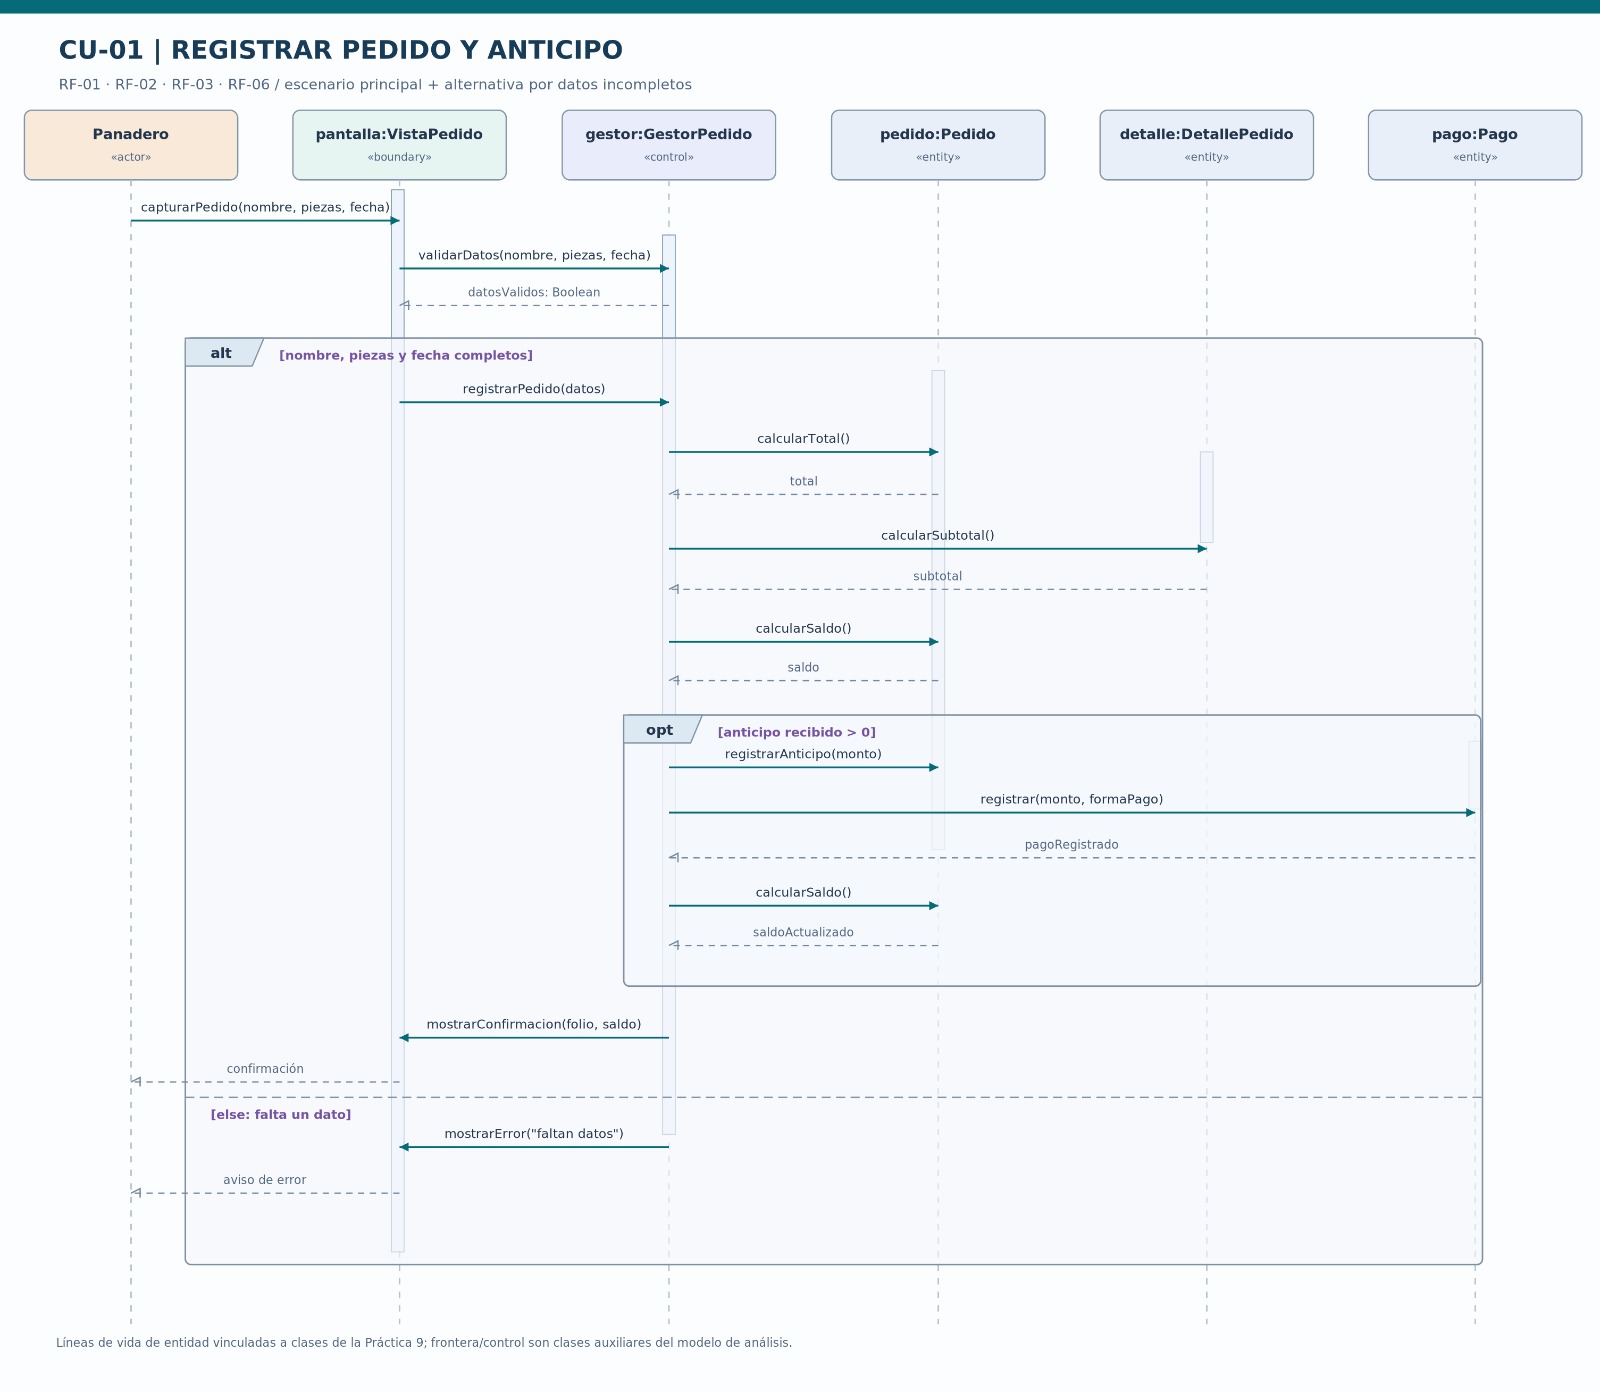 CU-01 | REGISTRAR PEDIDO Y ANTICIPO
RF-01 · RF-02 · RF-03 · RF-06 / escenario principal + alternativa por datos incompletos
Panadero
«actor»
pantalla:VistaPedido
«boundary»
gestor:GestorPedido
«control»
pedido:Pedido
«entity»
detalle:DetallePedido
«entity»
pago:Pago
«entity»
capturarPedido(nombre, piezas, fecha)
validarDatos(nombre, piezas, fecha)
datosValidos: Boolean
alt
[nombre, piezas y fecha completos]
registrarPedido(datos)
calcularTotal()
total
calcularSubtotal()
subtotal
calcularSaldo()
saldo
opt
[anticipo recibido > 0]
registrarAnticipo(monto)
registrar(monto, formaPago)
pagoRegistrado
calcularSaldo()
saldoActualizado
mostrarConfirmacion(folio, saldo)
confirmación
[else: falta un dato]
mostrarError("faltan datos")
aviso de error
Líneas de vida de entidad vinculadas a clases de la Práctica 9; frontera/control son clases auxiliares del modelo de análisis.